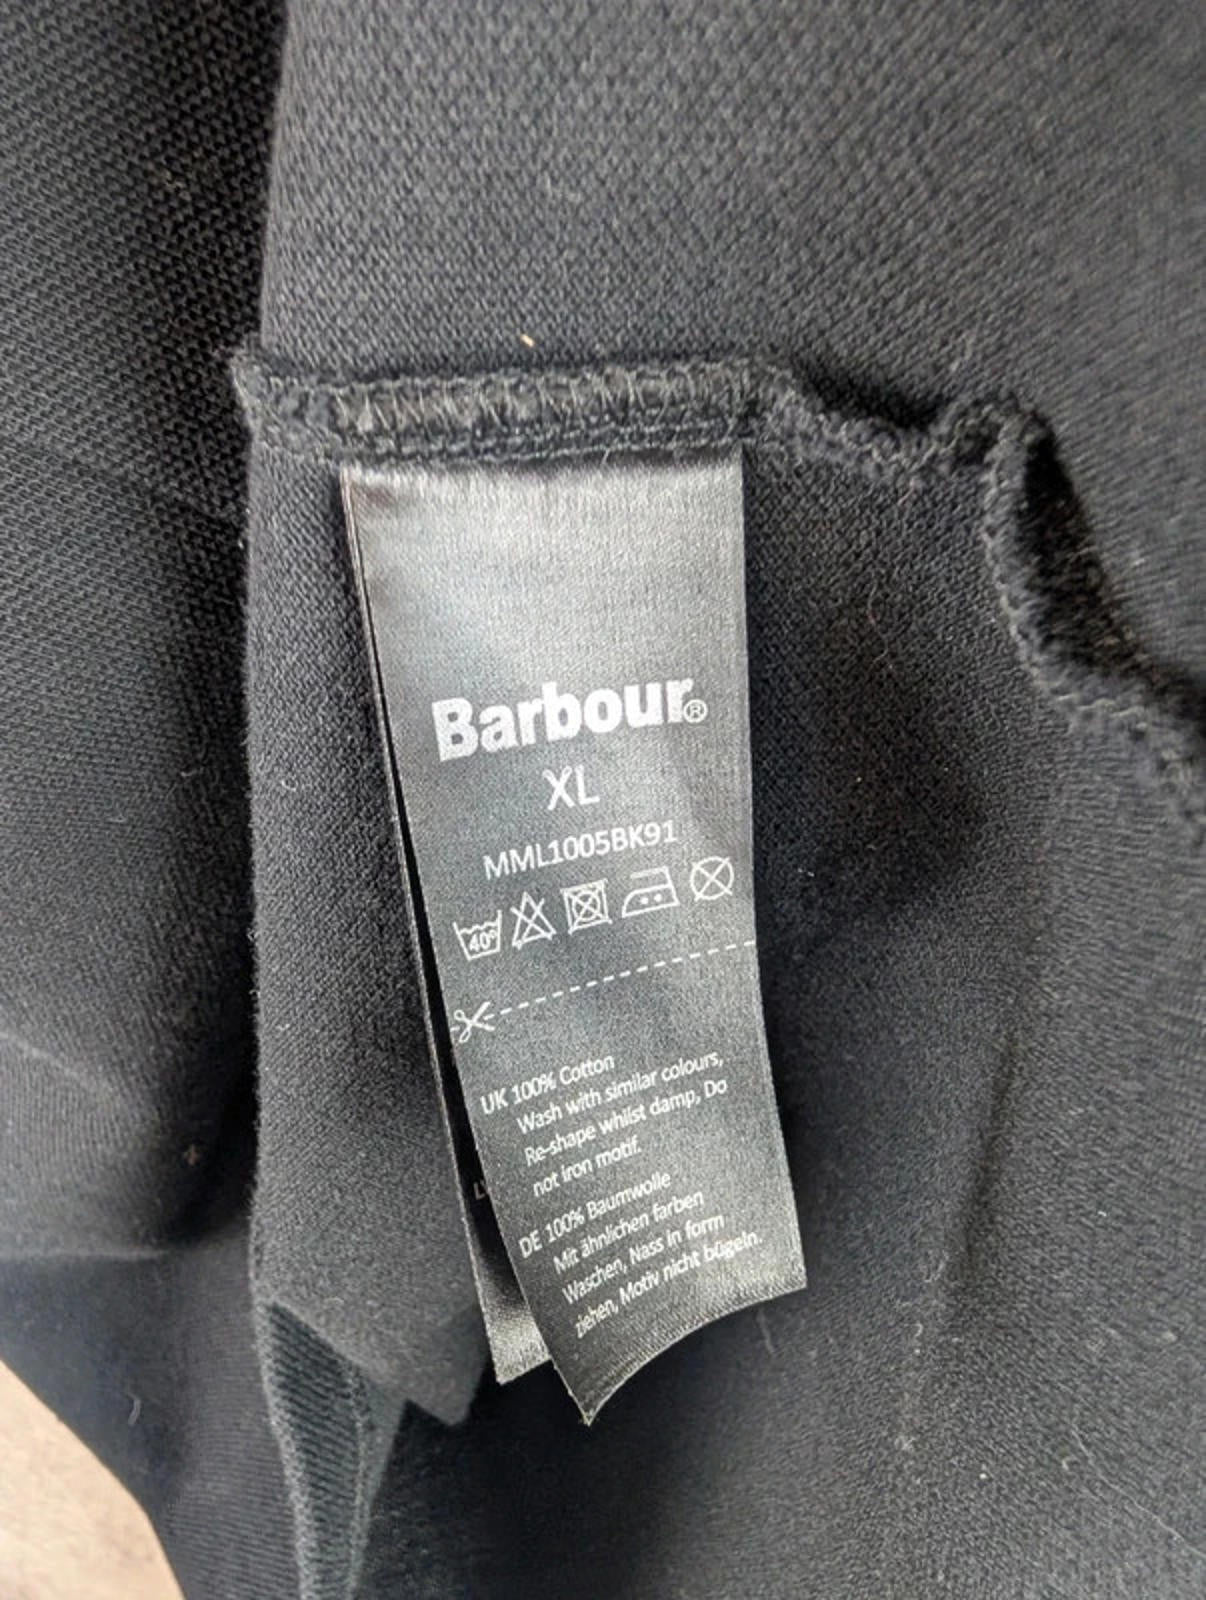 Barbour®
XL
MML1005BK91
40°
UK 100% Cotton
Wash with similar colours,
Re-shape whilst damp, Do
not iron motif.
DE 100% Baumwolle
Mit ähnlichen farben
Waschen, Nass in form
ziehen, Motiv nicht bügeln.